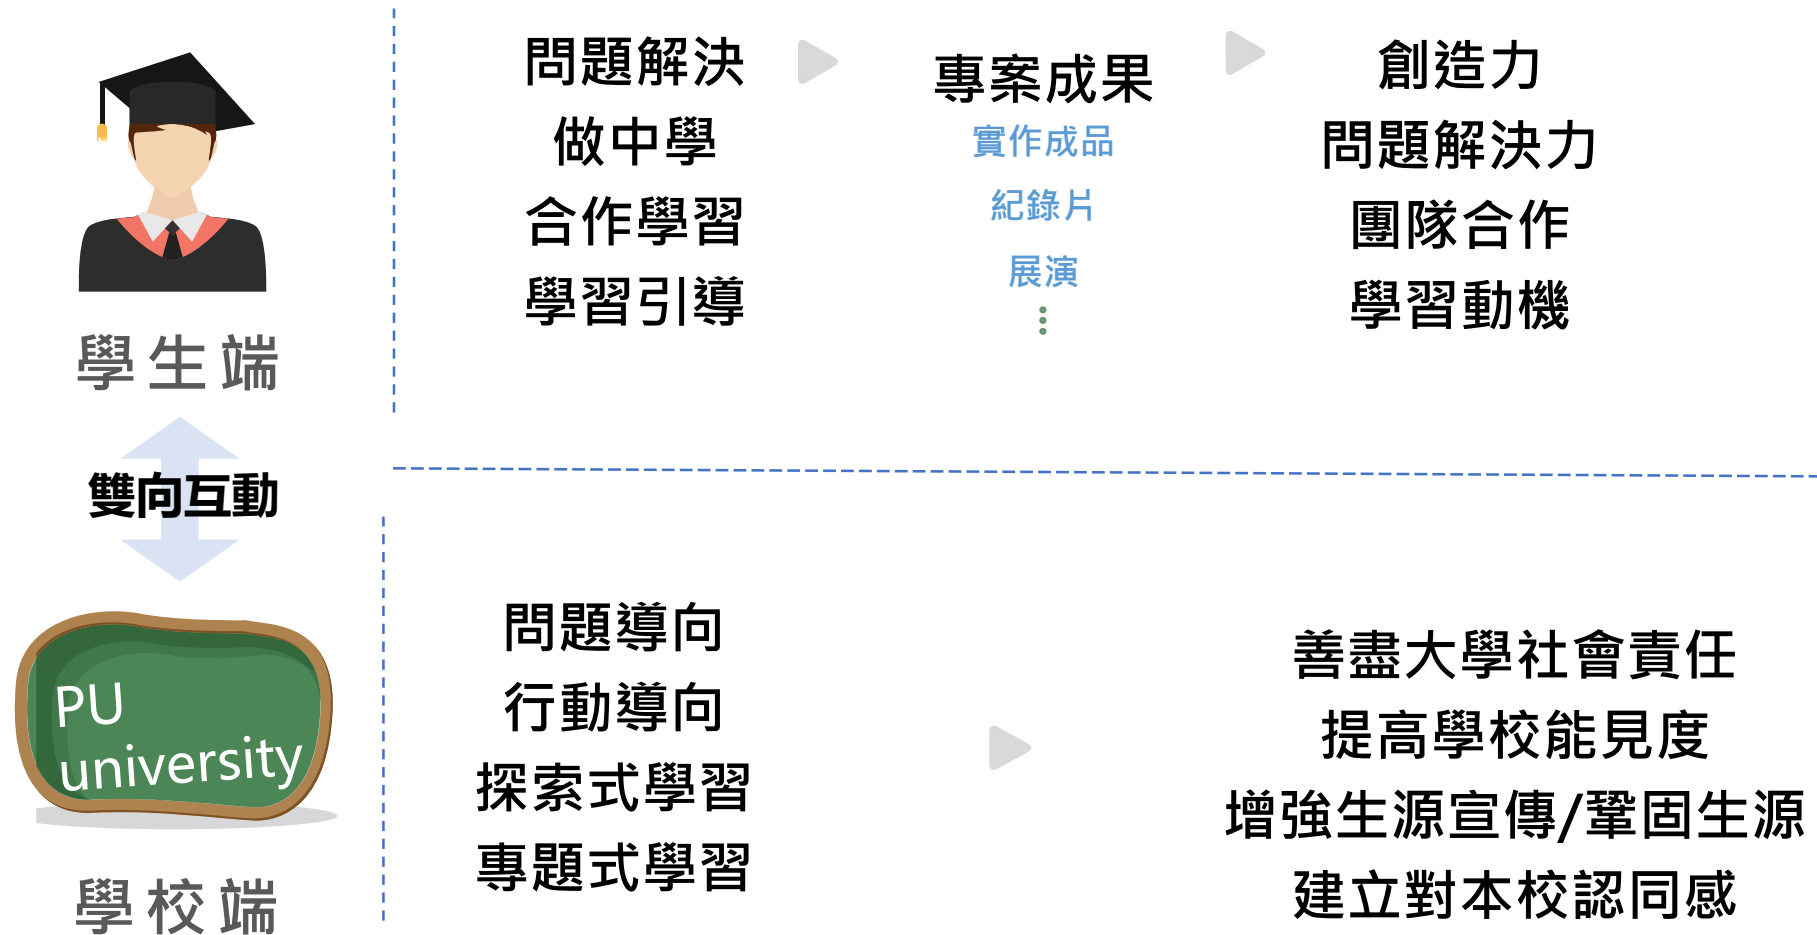 學生端
問題解決
做中學
合作學習
學習引導
專案成果
實作成品
紀錄片
展演
創造力
問題解決力
團隊合作
學習動機
雙向互動
PU
university
學校端
問題導向
行動導向
探索式學習
專題式學習
善盡大學社會責任
提高學校能見度
增強生源宣傳/鞏固生源
建立對本校認同感